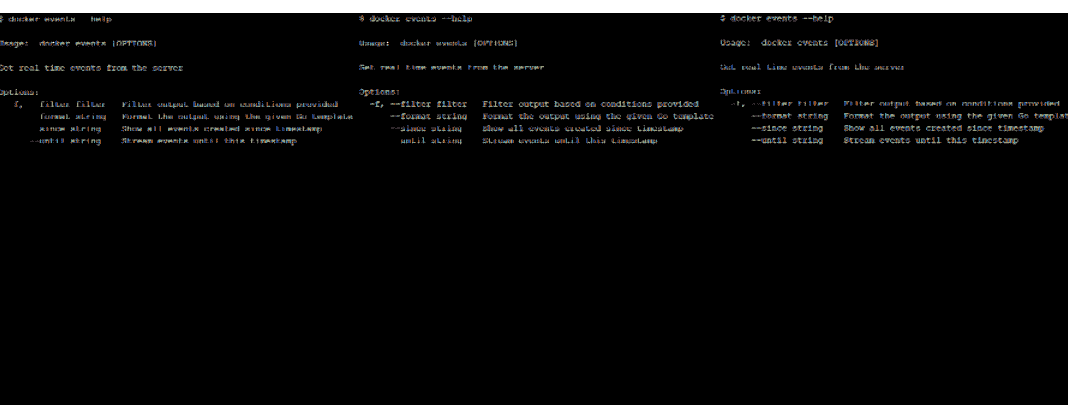 $ docker events help
Usage: docker events [OPTIONS]
Get real time events from the server
Options:
f, filter filter Filter output based on conditions provided
format string Format the output using the given Go template
since string Show all events created since timestamp
--until string Stream events until this timestamp
$ docker events --help
Usage: docker events [OPTIONS]
Get real time events from the server
Options:
-f, --filter filter Filter output based on conditions provided
--format string Format the output using the given Go template
--since string Show all events created since timestamp
until string Stream events until this timestamp
$ docker events --help
Usage: docker events [OPTIONS]
Get real time events from the server
Options:
-f, --filter filter Filter output based on conditions provided
--format string Format the output using the given Go templat
--since string Show all events created since timestamp
--until string Stream events until this timestamp